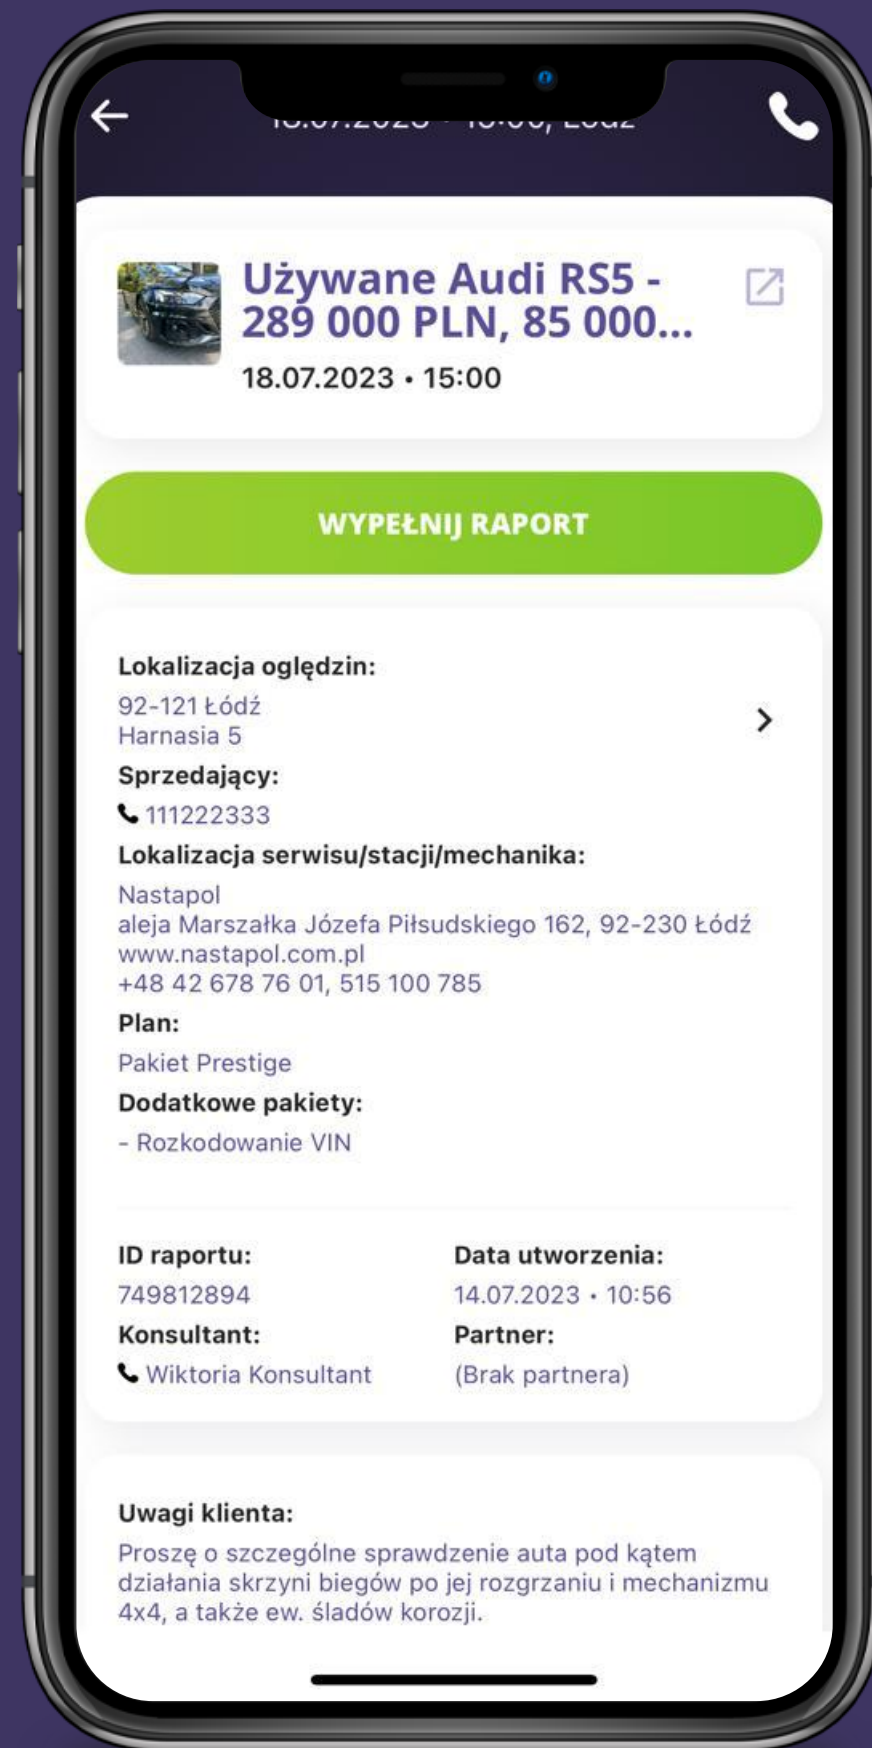 Używane Audi RS5 -
289 000 PLN, 85 000...
18.07.2023 • 15:00
WYPEŁNIJ RAPORT
Lokalizacja oględzin:
92-121 Łódź
Harnasia 5
Sprzedający:
111222333
Lokalizacja serwisu/stacji/mechanika:
Nastapol
aleja Marszałka Józefa Piłsudskiego 162, 92-230 Łódź
www.nastapol.com.pl
+48 42 678 76 01, 515 100 785
Plan:
Pakiet Prestige
Dodatkowe pakiety:
- Rozkodowanie VIN
ID raportu:
749812894
Data utworzenia:
14.07.2023 • 10:56
Konsultant:
Wiktoria Konsultant
Partner:
(Brak partnera)
Uwagi klienta:
Proszę o szczególne sprawdzenie auta pod kątem
działania skrzyni biegów po jej rozgrzaniu i mechanizmu
4x4, a także ew. śladów korozji.